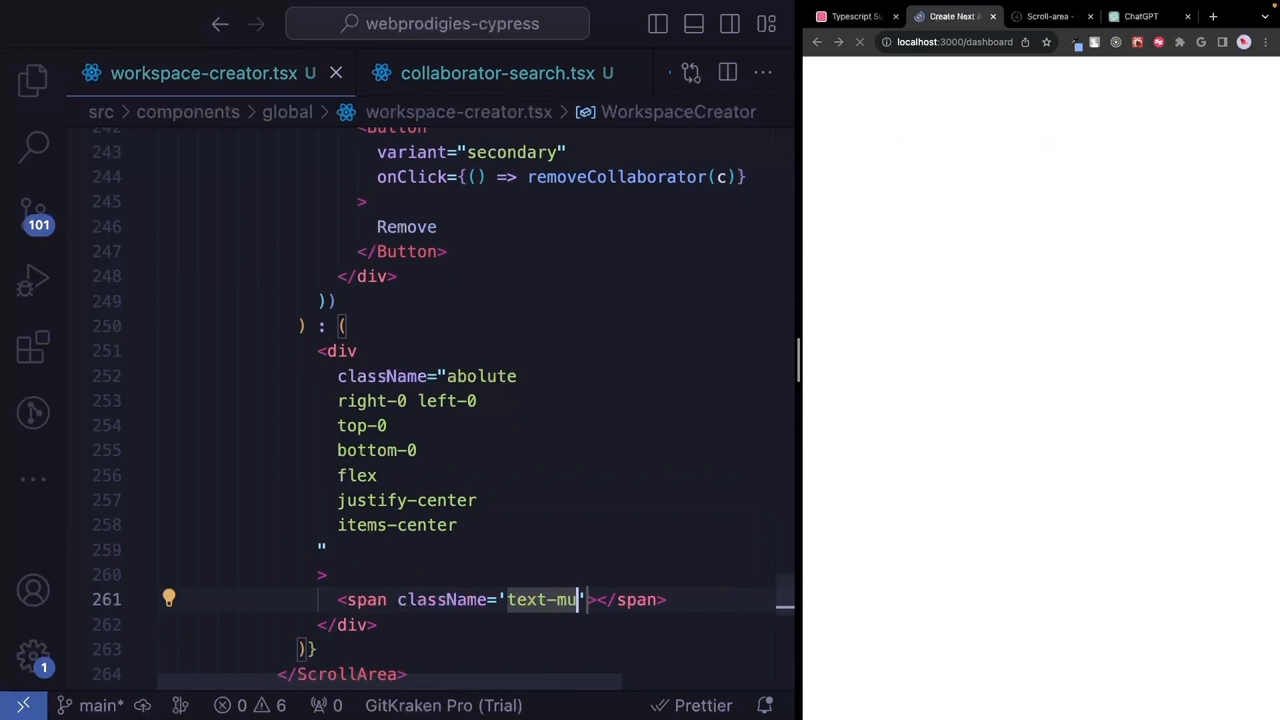 webprodigies-cypress
workspace-creator.tsx U
collaborator-search.tsx U
src > components > global > workspace-creator.tsx > WorkspaceCreator
242 <Button
243 variant="secondary"
244 onClick={() => removeCollaborator(c)}
245 >
246 Remove
247 </Button>
248 </div>
249 ))
250 ) : (
251 <div
252 className="abolute
253 right-0 left-0
254 top-0
255 bottom-0
256 flex
257 justify-center
258 items-center
259 "
260 >
261 <span className='text-mu'></span>
262 </div>
263 )}
264 </ScrollArea>
101
1
main* 0 6 0 GitKraken Pro (Trial) Prettier
Typescript Su
Create Next A
Scroll-area -
ChatGPT
localhost:3000/dashboard